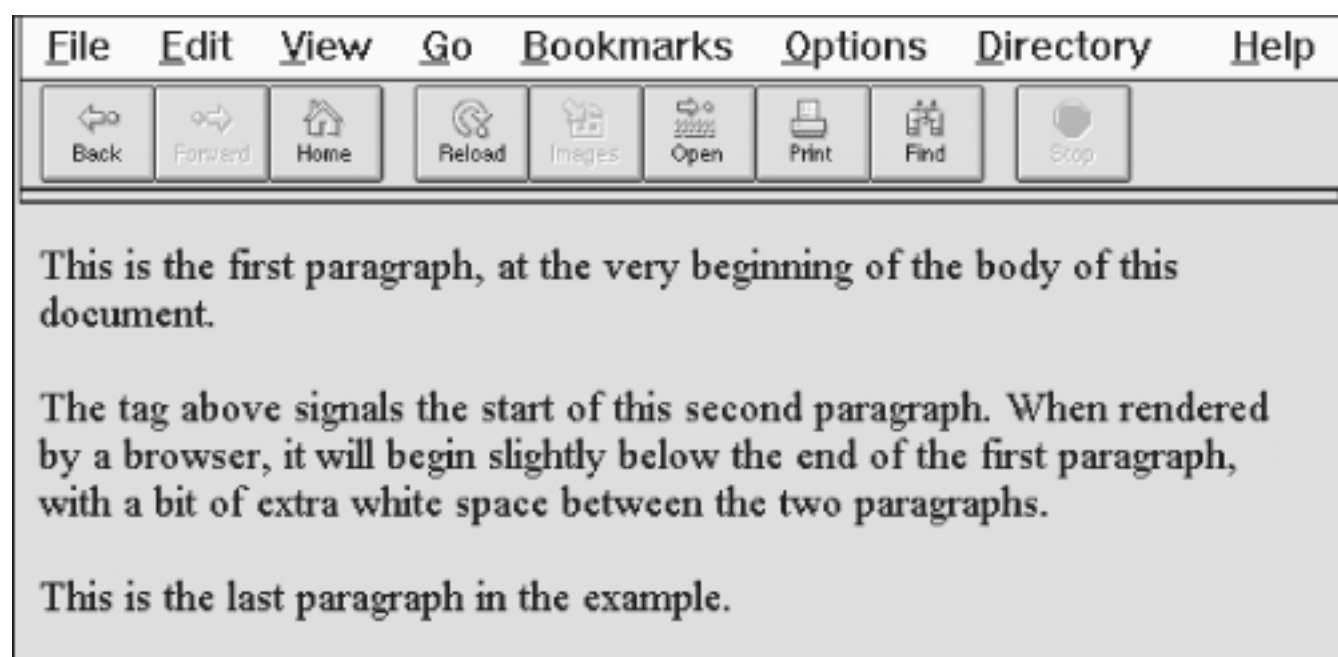 File Edit View Go Bookmarks Options Directory Help
Back Forward Home Reload Images Open Print Find Stop
This is the first paragraph, at the very beginning of the body of this
document.
The tag above signals the start of this second paragraph. When rendered
by a browser, it will begin slightly below the end of the first paragraph,
with a bit of extra white space between the two paragraphs.
This is the last paragraph in the example.